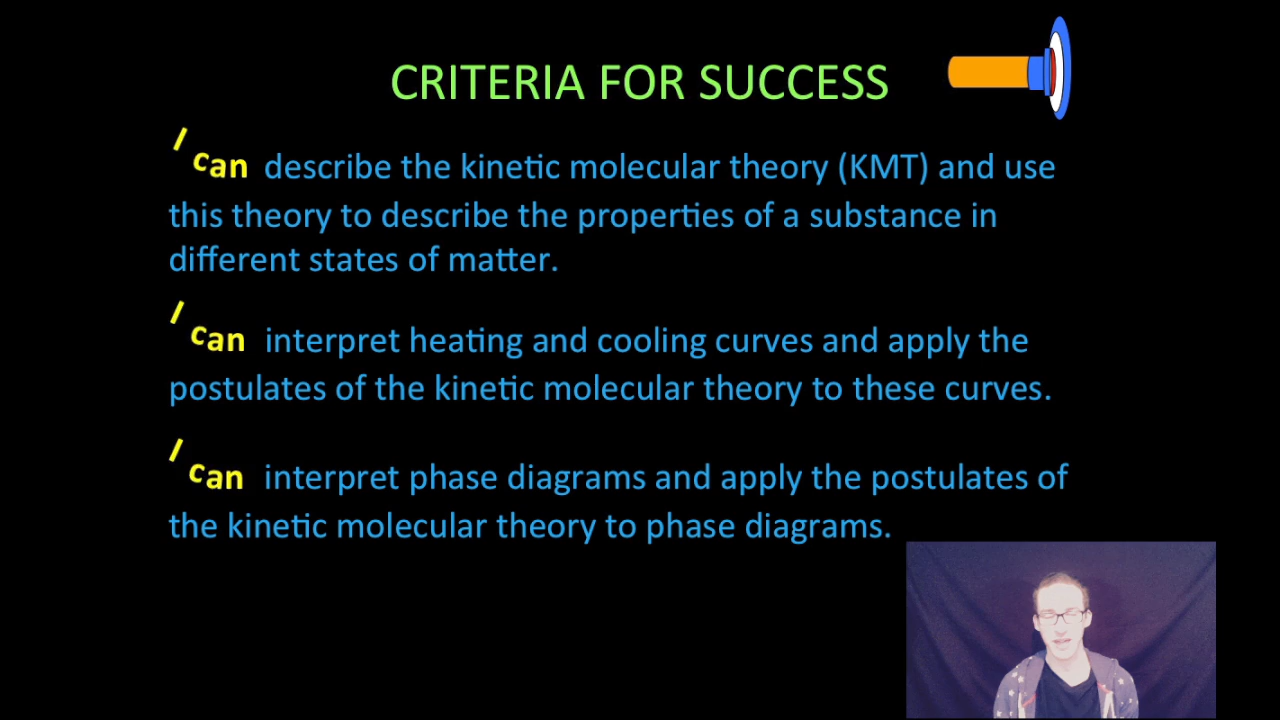 CRITERIA FOR SUCCESS
I can describe the kinetic molecular theory (KMT) and use
this theory to describe the properties of a substance in
different states of matter.
I can interpret heating and cooling curves and apply the
postulates of the kinetic molecular theory to these curves.
I can interpret phase diagrams and apply the postulates of
the kinetic molecular theory to phase diagrams.